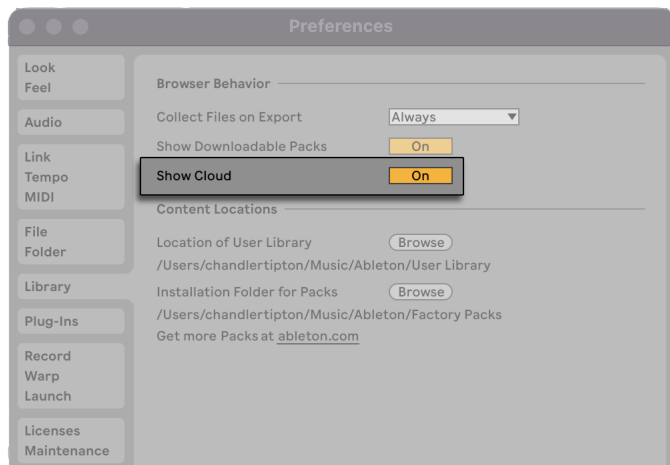 Preferences
Look
Feel
Audio
Link
Tempo
MIDI
File
Folder
Library
Plug-Ins
Record
Warp
Launch
Licenses
Maintenance
Browser Behavior
Collect Files on Export Always
Show Downloadable Packs On
Show Cloud On
Content Locations
Location of User Library Browse
/Users/chandlertipton/Music/Ableton/User Library
Installation Folder for Packs Browse
/Users/chandlertipton/Music/Ableton/Factory Packs
Get more Packs at ableton.com